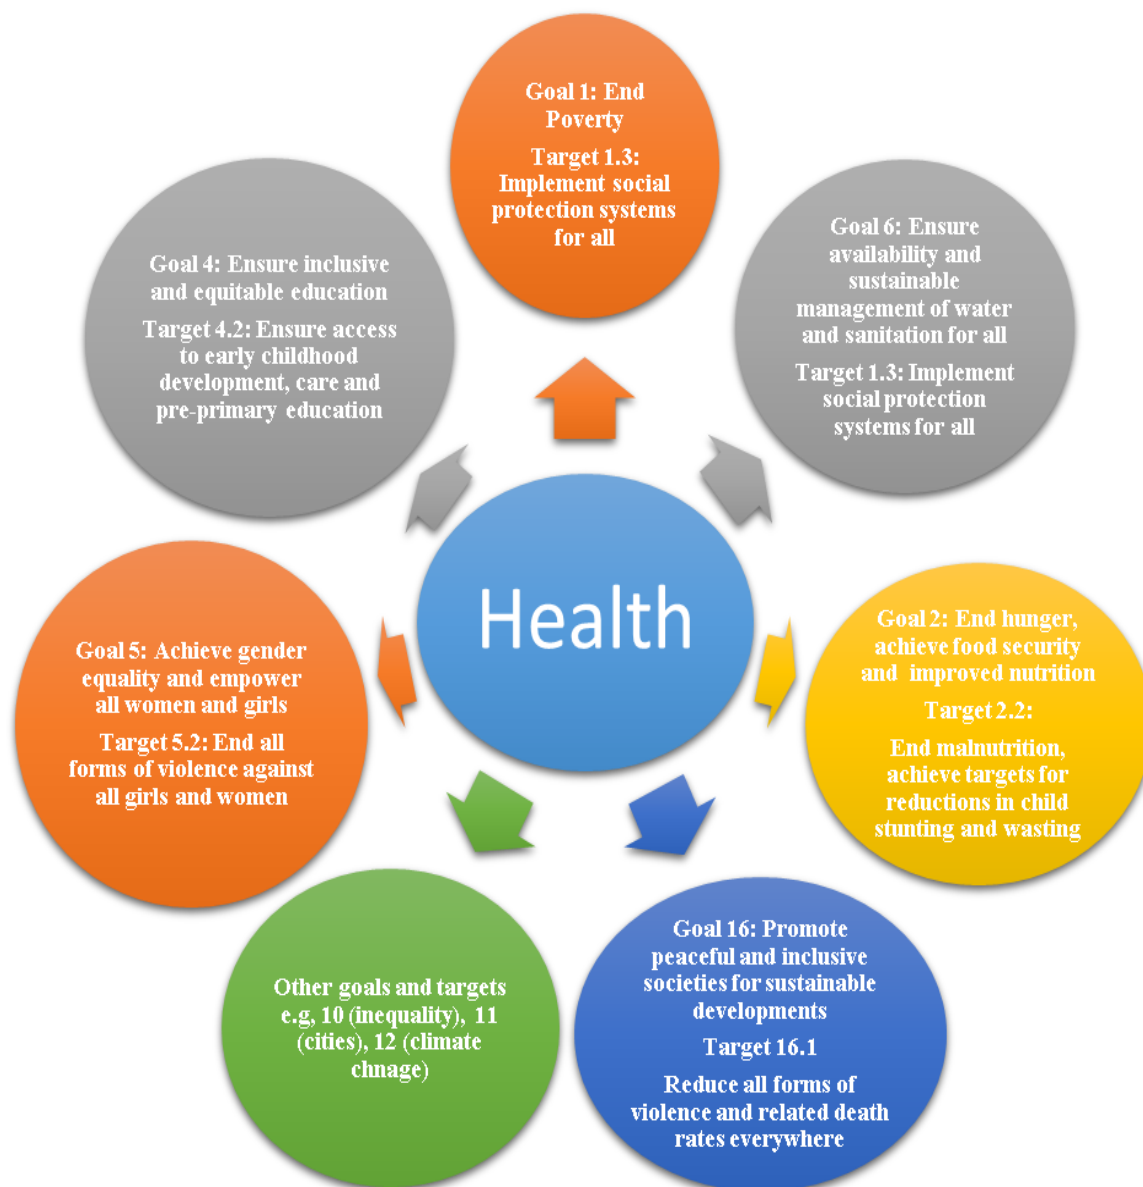 Goal 1: End
Poverty
Target 1.3:
Implement social
protection systems
for all
Goal 6: Ensure
availability and
sustainable
management of water
and sanitation for all
Target 1.3: Implement
social protection
systems for all
Goal 2: End hunger,
achieve food security
and improved nutrition
Target 2.2:
End malnutrition,
achieve targets for
reductions in child
stunting and wasting
Goal 16: Promote
peaceful and inclusive
societies for sustainable
developments
Target 16.1
Reduce all forms of
violence and related death
rates everywhere
Other goals and targets
e.g, 10 (inequality), 11
(cities), 12 (climate
chnage)
Goal 5: Achieve gender
equality and empower
all women and girls
Target 5.2: End all
forms of violence against
all girls and women
Goal 4: Ensure inclusive
and equitable education
Target 4.2: Ensure access
to early childhood
development, care and
pre-primary education
Health